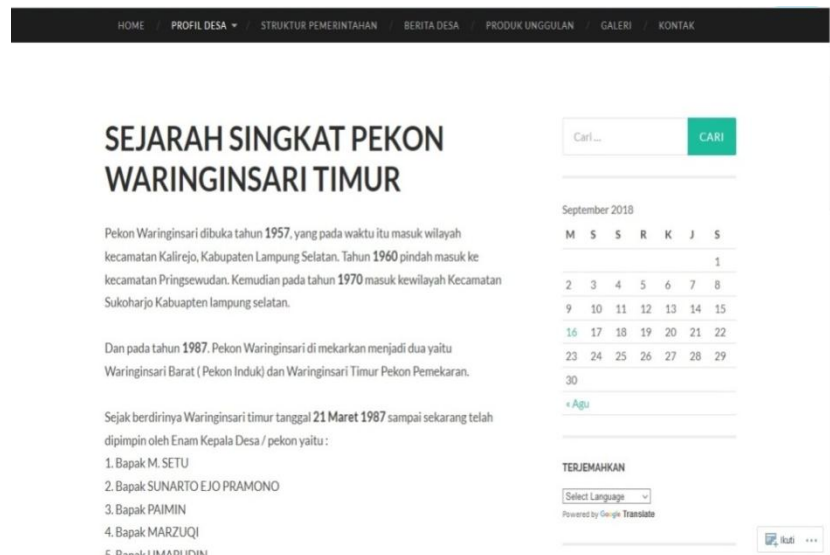 HOME / PROFIL DESA / STRUKTUR PEMERINTAHAN / BERITA DESA / PRODUK UNGGULAN / GALERI / KONTAK
SEJARAH SINGKAT PEKON
WARINGINSARI TIMUR
Pekon Waringinsari dibuka tahun 1957, yang pada waktu itu masuk wilayah
kecamatan Kalirejo, Kabupaten Lampung Selatan. Tahun 1960 pindah masuk ke
kecamatan Pringsewudan. Kemudian pada tahun 1970 masuk kewilayah Kecamatan
Sukoharjo Kabuapten lampung selatan.
Dan pada tahun 1987. Pekon Waringinsari di mekarkan menjadi dua yaitu
Waringinsari Barat ( Pekon Induk) dan Waringinsari Timur Pekon Pemekaran.
Sejak berdirinya Waringinsari timur tanggal 21 Maret 1987 sampai sekarang telah
dipimpin oleh Enam Kepala Desa / pekon yaitu :
1. Bapak M. SETU
2. Bapak SUNARTO EJO PRAMONO
3. Bapak PAIMIN
4. Bapak MARZUQI
5. Bapak UMARUDIN
Cari ...
CARI
September 2018
M S S R K J S
1
2 3 4 5 6 7 8
9 10 11 12 13 14 15
16 17 18 19 20 21 22
23 24 25 26 27 28 29
30
« Agu
TERJEMAHKAN
Select Language
Powered by Google Translate
Ikuti ...